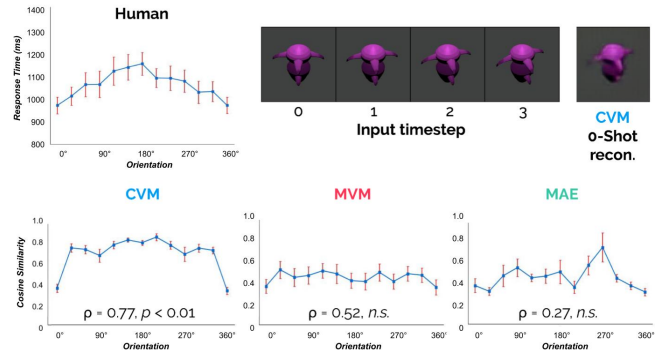 Human
Response Time (ms)
1400
1200
1100
1000
900
800
0°
90°
180°
270°
360°
Orientation
0
1
2
3
Input timestep
CVM
0-Shot
recon.
CVM
Cosine Similarity
1.0
0.8
0.6
0.4
0.2
0
ρ = 0.77, p < 0.01
0°
90°
180°
270°
360°
Orientation
MVM
1.0
0.8
0.6
0.4
0.2
0
ρ = 0.52, n.s.
0°
90°
180°
270°
360°
Orientation
MAE
1.0
0.8
0.6
0.4
0.2
0
ρ = 0.27, n.s.
0°
90°
180°
270°
360°
Orientation